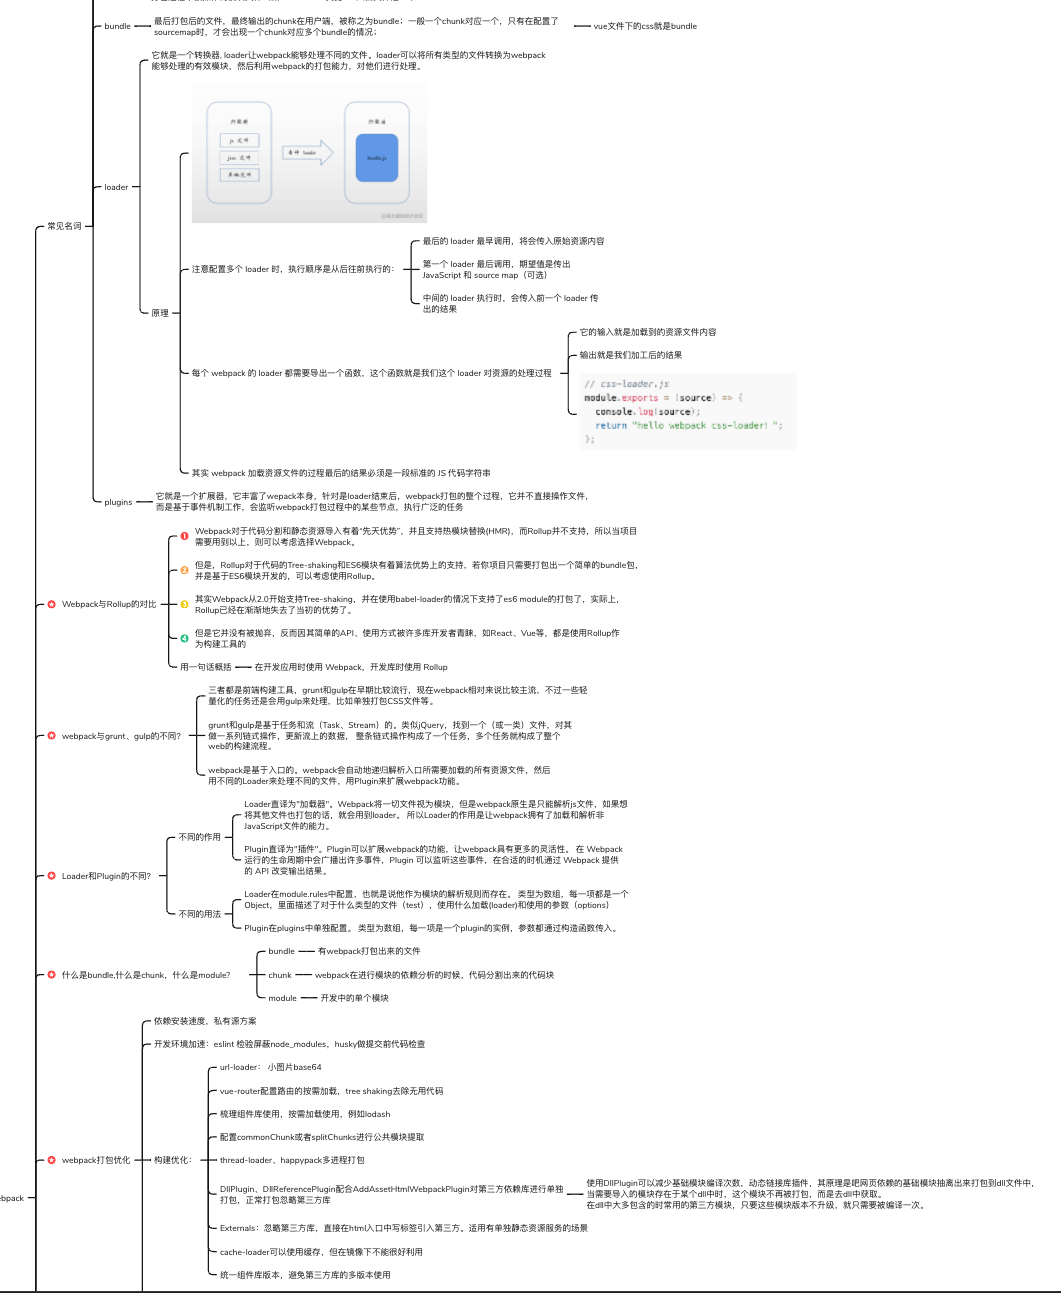 bundle
最后打包后的文件，最终输出的chunk在用户端，被称之为bundle；一般一个chunk对应一个，只有在配置了
sourcemap时，才会出现一个chunk对应多个bundle的情况；
vue文件下的css就是bundle
常见名词
loader
它就是一个转换器, loader让webpack能够处理不同的文件。loader可以将所有类型的文件转换为webpack
能够处理的有效模块，然后利用webpack的打包能力，对他们进行处理。
原理
js 文件
json 文件
各种 loader
bundle.js
注意配置多个 loader 时，执行顺序是从后往前执行的：
最后的 loader 最早调用，将会传入原始资源内容
第一个 loader 最后调用，期望值是传出
JavaScript 和 source map（可选）
中间的 loader 执行时，会传入前一个 loader 传
出的结果
每个 webpack 的 loader 都需要导出一个函数，这个函数就是我们这个 loader 对资源的处理过程
它的输入就是加载到的资源文件内容
输出就是我们加工后的结果
// css-loader.js
module.exports = (source) => {
console.log(source);
return "hello webpack css-loader! ";
};
其实 webpack 加载资源文件的过程最后的结果必须是一段标准的 JS 代码字符串
plugins
它就是一个扩展器，它丰富了wepack本身，针对是loader结束后，webpack打包的整个过程，它并不直接操作文件，
而是基于事件机制工作，会监听webpack打包过程中的某些节点，执行广泛的任务
Webpack与Rollup的对比
1
Webpack对于代码分割和静态资源导入有着“先天优势”，并且支持热模块替换(HMR)，而Rollup并不支持，所以当项目
需要用到以上，则可以考虑选择Webpack。
2
但是，Rollup对于代码的Tree-shaking和ES6模块有着算法优势上的支持，若你项目只需要打包出一个简单的bundle包，
并是基于ES6模块开发的，可以考虑使用Rollup。
3
其实Webpack从2.0开始支持Tree-shaking，并在使用babel-loader的情况下支持了es6 module的打包了，实际上，
Rollup已经在渐渐地失去了当初的优势了。
4
但是它并没有被抛弃，反而因其简单的API、使用方式被许多库开发者青睐，如React、Vue等，都是使用Rollup作
为构建工具的
用一句话概括
在开发应用时使用 Webpack，开发库时使用 Rollup
webpack与grunt、gulp的不同？
三者都是前端构建工具，grunt和gulp在早期比较流行，现在webpack相对来说比较主流，不过一些轻
量化的任务还是会用gulp来处理，比如单独打包CSS文件等。
grunt和gulp是基于任务和流（Task、Stream）的。类似jQuery，找到一个（或一类）文件，对其
做一系列链式操作，更新流上的数据， 整条链式操作构成了一个任务，多个任务就构成了整个
web的构建流程。
webpack是基于入口的。webpack会自动地递归解析入口所需要加载的所有资源文件，然后
用不同的Loader来处理不同的文件，用Plugin来扩展webpack功能。
Loader和Plugin的不同？
不同的作用
Loader直译为"加载器"。Webpack将一切文件视为模块，但是webpack原生是只能解析js文件，如果想
将其他文件也打包的话，就会用到loader。 所以Loader的作用是让webpack拥有了加载和解析非
JavaScript文件的能力。
Plugin直译为"插件"。Plugin可以扩展webpack的功能，让webpack具有更多的灵活性。 在 Webpack
运行的生命周期中会广播出许多事件，Plugin 可以监听这些事件，在合适的时机通过 Webpack 提供
的 API 改变输出结果。
不同的用法
Loader在module.rules中配置，也就是说他作为模块的解析规则而存在。 类型为数组，每一项都是一个
Object，里面描述了对于什么类型的文件（test），使用什么加载(loader)和使用的参数（options）
Plugin在plugins中单独配置。 类型为数组，每一项是一个plugin的实例，参数都通过构造函数传入。
什么是bundle,什么是chunk，什么是module?
bundle
有webpack打包出来的文件
chunk
webpack在进行模块的依赖分析的时候，代码分割出来的代码块
module
开发中的单个模块
ebpack
webpack打包优化
依赖安装速度，私有源方案
开发环境加速：eslint 检验屏蔽node_modules，husky做提交前代码检查
构建优化：
url-loader： 小图片base64
vue-router配置路由的按需加载，tree shaking去除无用代码
梳理组件库使用，按需加载使用，例如lodash
配置commonChunk或者splitChunks进行公共模块提取
thread-loader、happypack多进程打包
DllPlugin、DllReferencePlugin配合AddAssetHtmlWebpackPlugin对第三方依赖库进行单独
打包，正常打包忽略第三方库
使用DllPlugin可以减少基础模块编译次数，动态链接库插件，其原理是吧网页依赖的基础模块抽离出来打包到dll文件中，
当需要导入的模块存在于某个dll中时，这个模块不再被打包，而是去dll中获取。
在dll中大多包含的时常用的第三方模块，只要这些模块版本不升级，就只需要被编译一次。
Externals：忽略第三方库，直接在html入口中写标签引入第三方。适用有单独静态资源服务的场景
cache-loader可以使用缓存，但在镜像下不能很好利用
统一组件库版本，避免第三方库的多版本使用